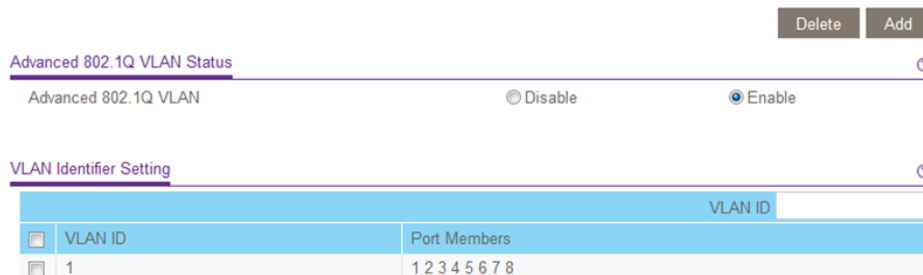 Delete Add
Advanced 802.1Q VLAN Status
Advanced 802.1Q VLAN Disable Enable
VLAN Identifier Setting
VLAN ID
VLAN ID Port Members
1 1 2 3 4 5 6 7 8